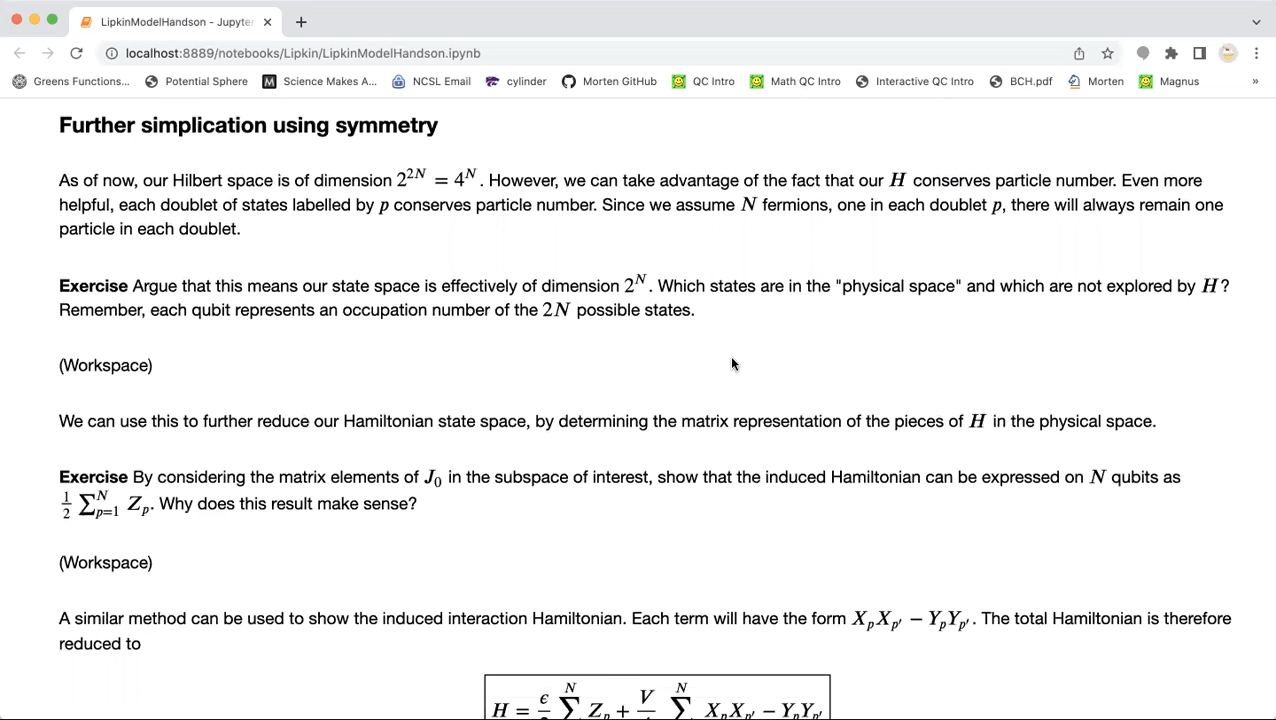 LipkinModelHandson - Jupyter
localhost:8889/notebooks/Lipkin/LipkinModelHandson.ipynb
Greens Functions... Potential Sphere Science Makes A... NCSL Email cylinder Morten GitHub QC Intro Math QC Intro Interactive QC Intro BCH.pdf Morten Magnus »
Further simplication using symmetry
As of now, our Hilbert space is of dimension 2^{2N} = 4^N. However, we can take advantage of the fact that our H conserves particle number. Even more
helpful, each doublet of states labelled by p conserves particle number. Since we assume N fermions, one in each doublet p, there will always remain one
particle in each doublet.
Exercise Argue that this means our state space is effectively of dimension 2^N. Which states are in the "physical space" and which are not explored by H?
Remember, each qubit represents an occupation number of the 2N possible states.
(Workspace)
We can use this to further reduce our Hamiltonian state space, by determining the matrix representation of the pieces of H in the physical space.
Exercise By considering the matrix elements of J_0 in the subspace of interest, show that the induced Hamiltonian can be expressed on N qubits as
\frac{1}{2} \sum_{p=1}^N Z_p. Why does this result make sense?
(Workspace)
A similar method can be used to show the induced interaction Hamiltonian. Each term will have the form X_p X_{p'} − Y_p Y_{p'}. The total Hamiltonian is therefore
reduced to
H = ϵ N ∑ Z_p + V N ∑ X_p X_{p'} − Y_p Y_{p'}